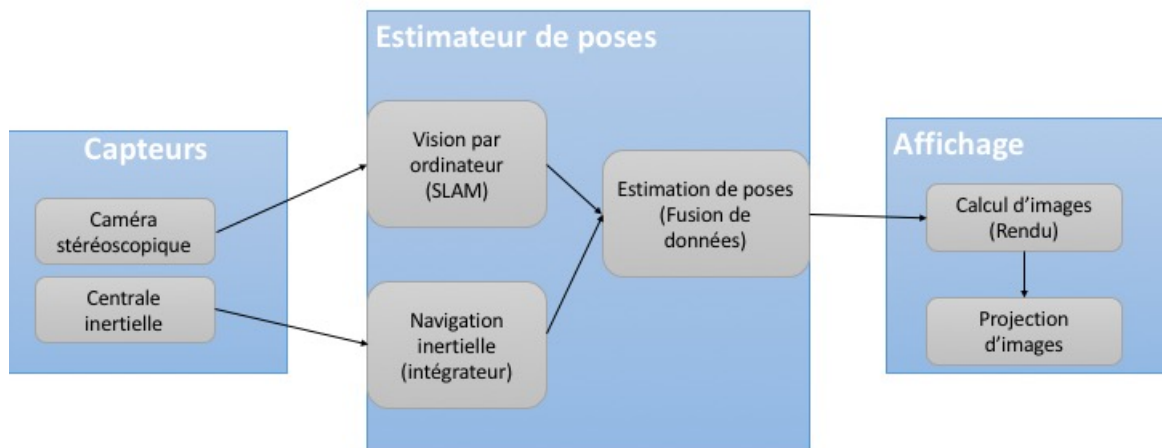 Estimateur de poses
Capteurs
Caméra
stéréoscopique
Centrale
inertielle
Vision par
ordinateur
(SLAM)
Navigation
inertielle
(intégrateur)
Estimation de poses
(Fusion de
données)
Affichage
Calcul d’images
(Rendu)
Projection
d’images